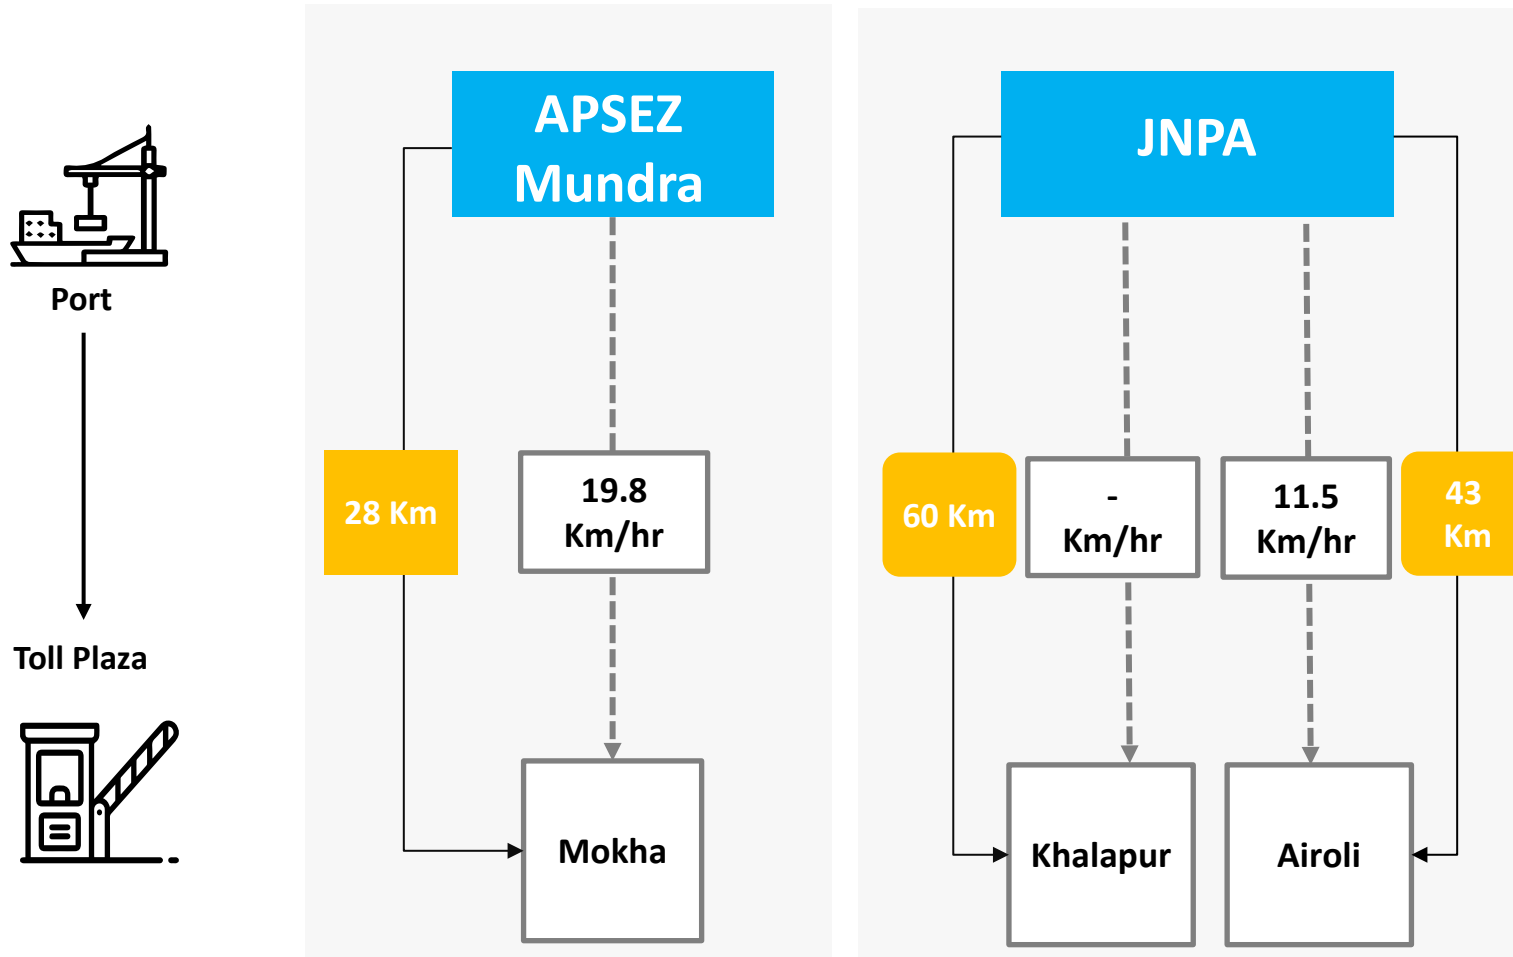 APSEZ
Mundra
JNPA
Port
28 Km
19.8
Km/hr
60 Km
-
Km/hr
11.5
Km/hr
43
Km
Toll Plaza
Mokha
Khalapur
Airoli